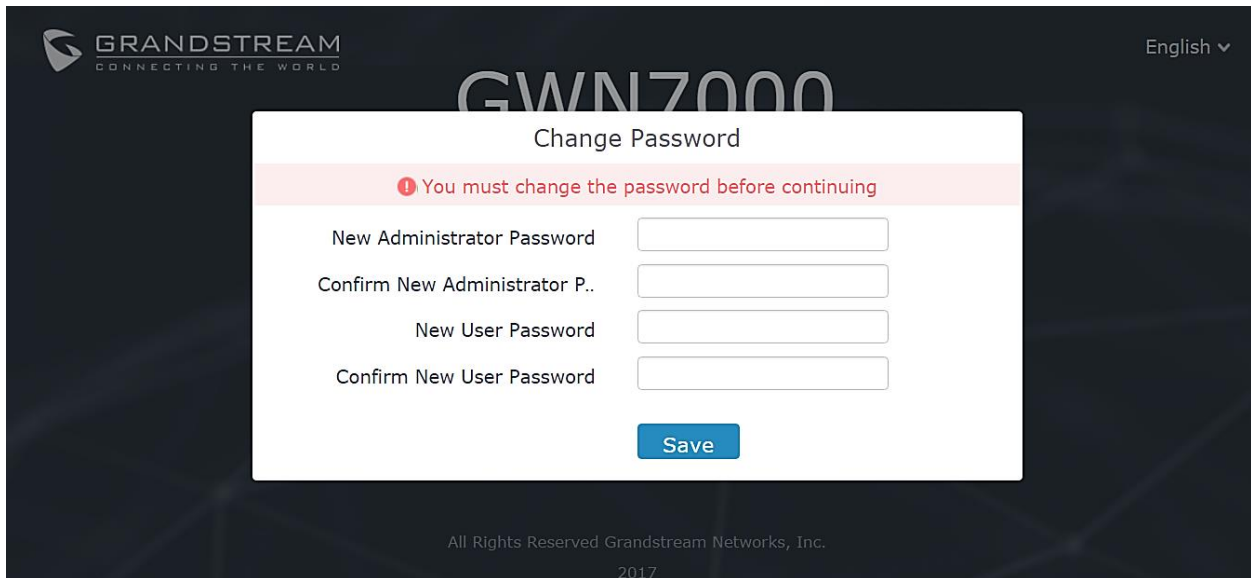 GRANDSTREAM
CONNECTING THE WORLD
English
GWN7000
Change Password
You must change the password before continuing
New Administrator Password
Confirm New Administrator P..
New User Password
Confirm New User Password
Save
All Rights Reserved Grandstream Networks, Inc.
2017